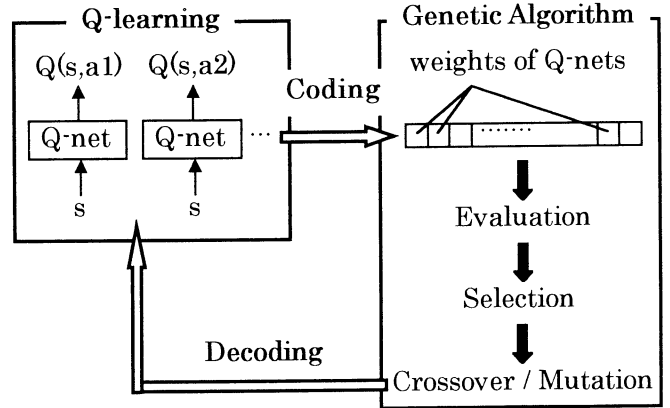 Q-learning
Q(s,a1) Q(s,a2)
Q-net Q-net ...
s s
Coding
Genetic Algorithm
weights of Q-nets
.......
Evaluation
Selection
Crossover / Mutation
Decoding